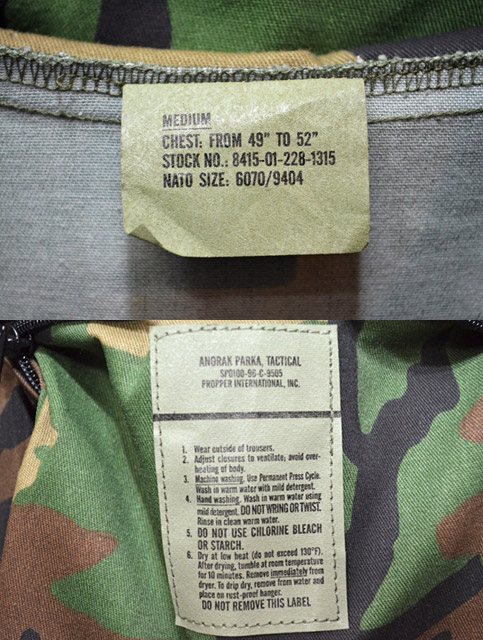 MEDIUM
CHEST: FROM 49" TO 52"
STOCK NO.: 8415-01-228-1315
NATO SIZE: 6070/9404
ANORAK PARKA, TACTICAL
SPO100-96-C-9505
PROPPER INTERNATIONAL, INC.
1. Wear outside of trousers.
2. Adjust closures to ventilate; avoid over-
heating of body.
3. Machine washing. Use Permanent Press Cycle.
Wash in warm water with mild detergent.
4. Hand washing. Wash in warm water using
mild detergent. DO NOT WRING OR TWIST.
Rinse in clean warm water.
5. DO NOT USE CHLORINE BLEACH
OR STARCH.
6. Dry at low heat (do not exceed 130°F).
After drying, tumble at room temperature
for 10 minutes. Remove immediately from
dryer. To drip dry, remove from water and
place on rust-proof hanger.
DO NOT REMOVE THIS LABEL